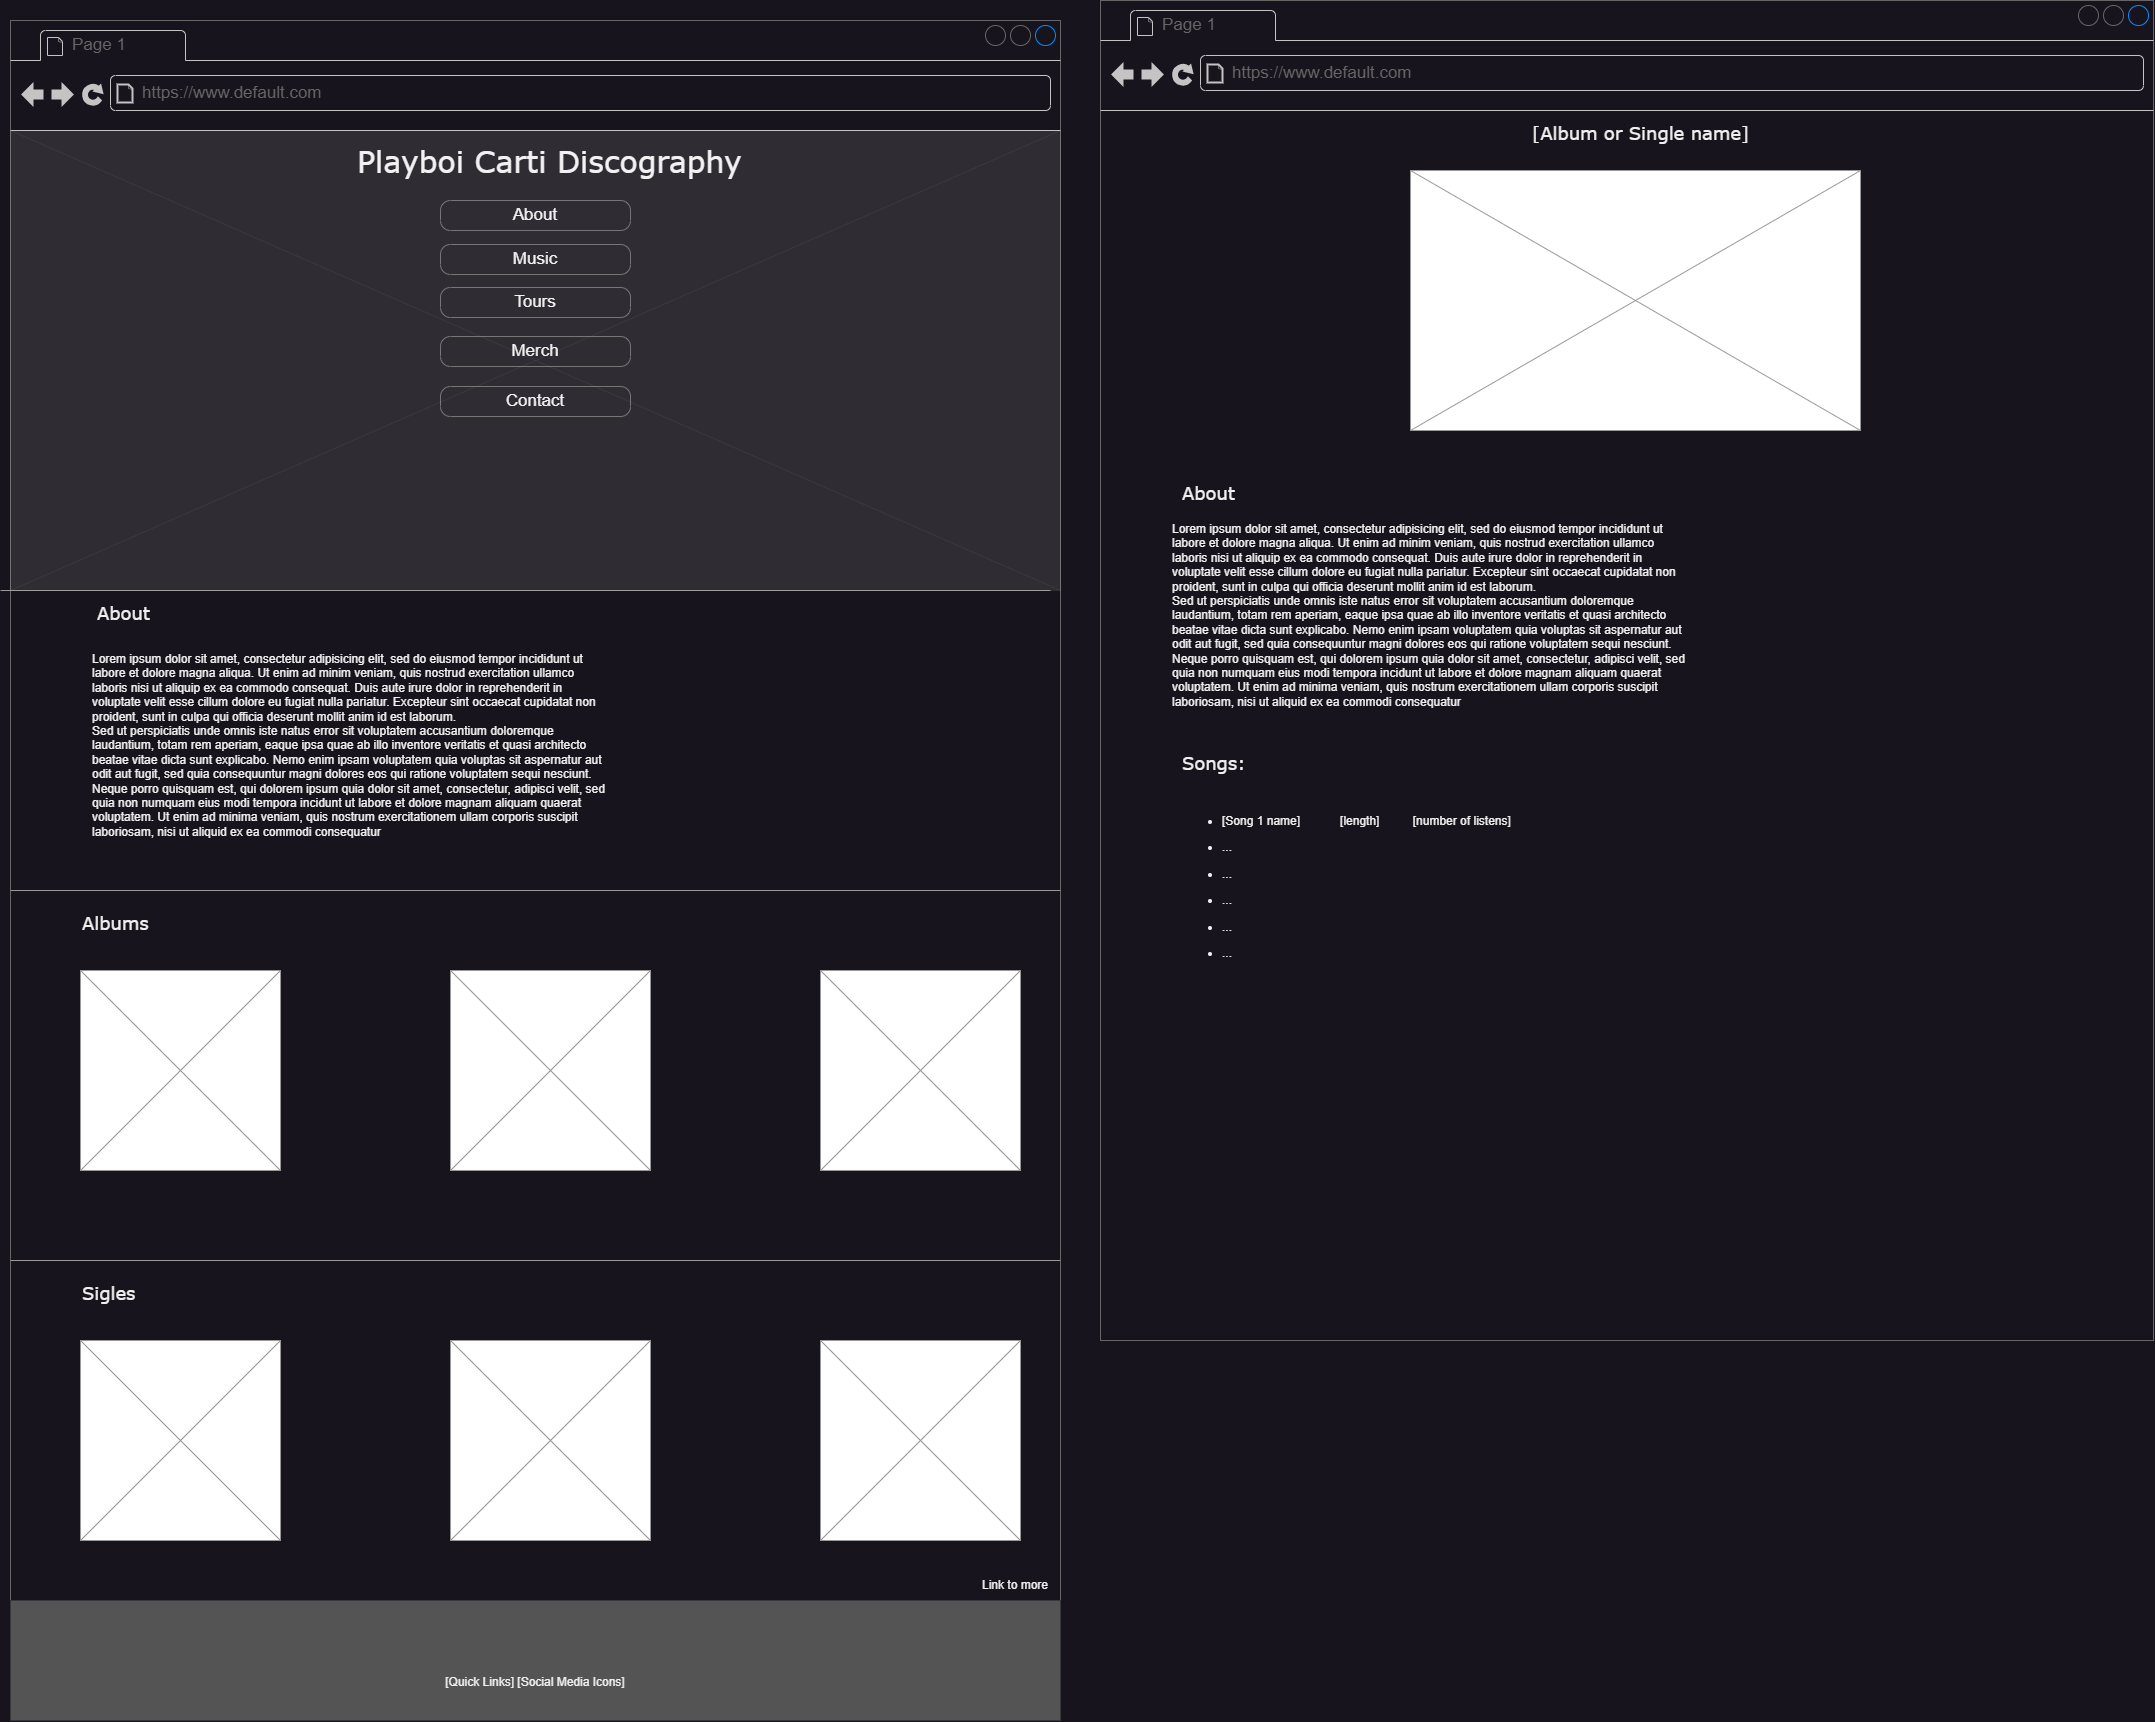 Page 1
https://www.default.com
Playboi Carti Discography
About
Music
Tours
Merch
Contact
About
Lorem ipsum dolor sit amet, consectetur adipisicing elit, sed do eiusmod tempor incididunt ut
labore et dolore magna aliqua. Ut enim ad minim veniam, quis nostrud exercitation ullamco
laboris nisi ut aliquip ex ea commodo consequat. Duis aute irure dolor in reprehenderit in
voluptate velit esse cillum dolore eu fugiat nulla pariatur. Excepteur sint occaecat cupidatat non
proident, sunt in culpa qui officia deserunt mollit anim id est laborum.
Sed ut perspiciatis unde omnis iste natus error sit voluptatem accusantium doloremque
laudantium, totam rem aperiam, eaque ipsa quae ab illo inventore veritatis et quasi architecto
beatae vitae dicta sunt explicabo. Nemo enim ipsam voluptatem quia voluptas sit aspernatur aut
odit aut fugit, sed quia consequuntur magni dolores eos qui ratione voluptatem sequi nesciunt.
Neque porro quisquam est, qui dolorem ipsum quia dolor sit amet, consectetur, adipisci velit, sed
quia non numquam eius modi tempora incidunt ut labore et dolore magnam aliquam quaerat
voluptatem. Ut enim ad minima veniam, quis nostrum exercitationem ullam corporis suscipit
laboriosam, nisi ut aliquid ex ea commodi consequatur
Albums
Sigles
Link to more
[Quick Links] [Social Media Icons]
Page 1
https://www.default.com
[Album or Single name]
About
Lorem ipsum dolor sit amet, consectetur adipisicing elit, sed do eiusmod tempor incididunt ut
labore et dolore magna aliqua. Ut enim ad minim veniam, quis nostrud exercitation ullamco
laboris nisi ut aliquip ex ea commodo consequat. Duis aute irure dolor in reprehenderit in
voluptate velit esse cillum dolore eu fugiat nulla pariatur. Excepteur sint occaecat cupidatat non
proident, sunt in culpa qui officia deserunt mollit anim id est laborum.
Sed ut perspiciatis unde omnis iste natus error sit voluptatem accusantium doloremque
laudantium, totam rem aperiam, eaque ipsa quae ab illo inventore veritatis et quasi architecto
beatae vitae dicta sunt explicabo. Nemo enim ipsam voluptatem quia voluptas sit aspernatur aut
odit aut fugit, sed quia consequuntur magni dolores eos qui ratione voluptatem sequi nesciunt.
Neque porro quisquam est, qui dolorem ipsum quia dolor sit amet, consectetur, adipisci velit, sed
quia non numquam eius modi tempora incidunt ut labore et dolore magnam aliquam quaerat
voluptatem. Ut enim ad minima veniam, quis nostrum exercitationem ullam corporis suscipit
laboriosam, nisi ut aliquid ex ea commodi consequatur
Songs:
• [Song 1 name] [length] [number of listens]
• ...
• ...
• ...
• ...
• ...